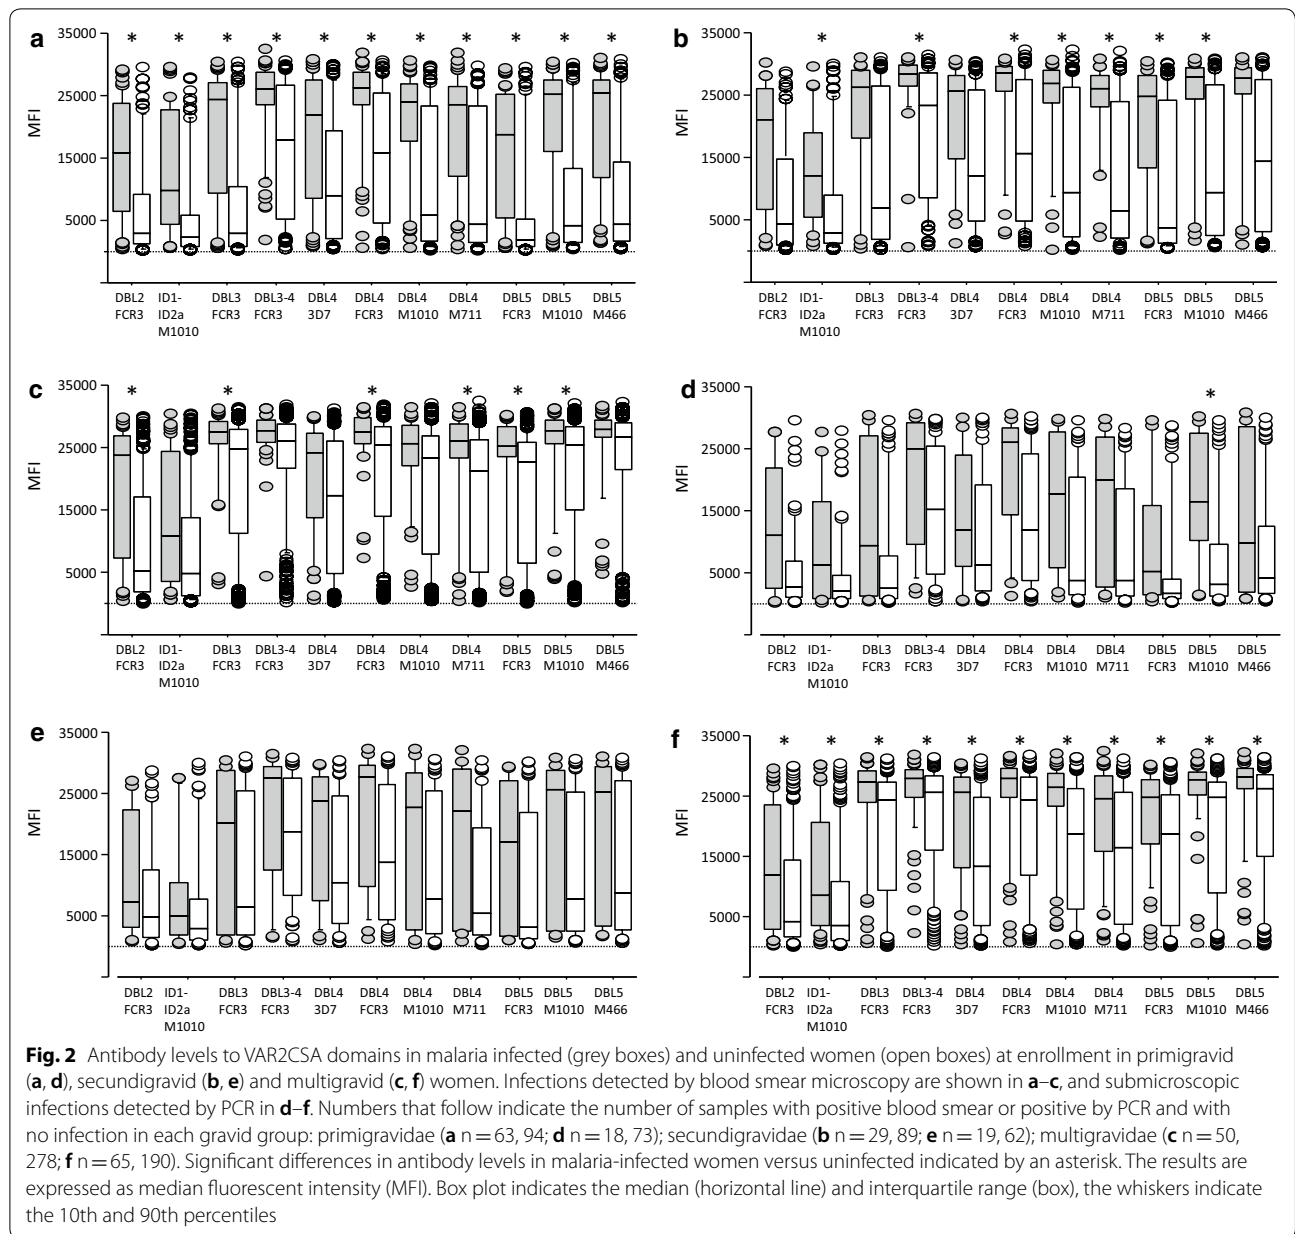 a
35000
25000
15000
5000
MFI
* * * * * * * * * * *
DBL2 ID1- DBL3 DBL3-4 DBL4 DBL4 DBL4 DBL4 DBL5 DBL5 DBL5
FCR3 ID2a FCR3 FCR3 3D7 FCR3 M1010 M711 FCR3 M1010 M466
M1010
b
35000
25000
15000
5000
MFI
* * * * * * *
DBL2 ID1- DBL3 DBL3-4 DBL4 DBL4 DBL4 DBL4 DBL5 DBL5 DBL5
FCR3 ID2a FCR3 FCR3 3D7 FCR3 M1010 M711 FCR3 M1010 M466
M1010
c
35000
25000
15000
5000
MFI
* * * * * *
DBL2 ID1- DBL3 DBL3-4 DBL4 DBL4 DBL4 DBL4 DBL5 DBL5 DBL5
FCR3 ID2a FCR3 FCR3 3D7 FCR3 M1010 M711 FCR3 M1010 M466
M1010
d
35000
25000
15000
5000
MFI
*
DBL2 ID1- DBL3 DBL3-4 DBL4 DBL4 DBL4 DBL4 DBL5 DBL5 DBL5
FCR3 ID2a FCR3 FCR3 3D7 FCR3 M1010 M711 FCR3 M1010 M466
M1010
e
35000
25000
15000
5000
MFI
DBL2 ID1- DBL3 DBL3-4 DBL4 DBL4 DBL4 DBL4 DBL5 DBL5 DBL5
FCR3 ID2a FCR3 FCR3 3D7 FCR3 M1010 M711 FCR3 M1010 M466
M1010
f
35000
25000
15000
5000
MFI
* * * * * * * * * * *
DBL2 ID1- DBL3 DBL3-4 DBL4 DBL4 DBL4 DBL4 DBL5 DBL5 DBL5
FCR3 ID2a FCR3 FCR3 3D7 FCR3 M1010 M711 FCR3 M1010 M466
M1010
Fig. 2 Antibody levels to VAR2CSA domains in malaria infected (grey boxes) and uninfected women (open boxes) at enrollment in primigravid
(a, d), secundigravid (b, e) and multigravid (c, f) women. Infections detected by blood smear microscopy are shown in a–c, and submicroscopic
infections detected by PCR in d–f. Numbers that follow indicate the number of samples with positive blood smear or positive by PCR and with
no infection in each gravid group: primigravidae (a n = 63, 94; d n = 18, 73); secundigravidae (b n = 29, 89; e n = 19, 62); multigravidae (c n = 50,
278; f n = 65, 190). Significant differences in antibody levels in malaria-infected women versus uninfected indicated by an asterisk. The results are
expressed as median fluorescent intensity (MFI). Box plot indicates the median (horizontal line) and interquartile range (box), the whiskers indicate
the 10th and 90th percentiles